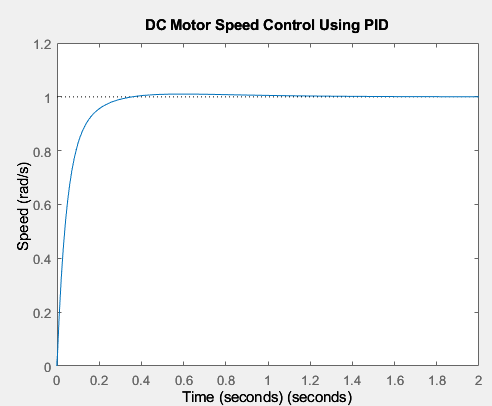 DC Motor Speed Control Using PID
1.2
1
0.8
0.6
0.4
0.2
0
Speed (rad/s)
0 0.2 0.4 0.6 0.8 1 1.2 1.4 1.6 1.8 2
Time (seconds) (seconds)